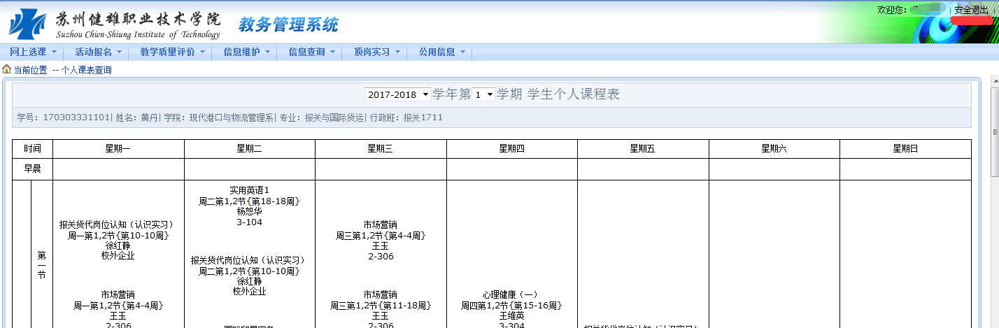 苏州健雄职业技术学院
Suzhou Chien-Shiung Institute of Technology
教务管理系统
欢迎您: | 安全退出
网上选课 活动报名 教学质量评价 信息维护 信息查询 顶岗实习 公用信息
当前位置 -- 个人课表查询
2017-2018 学年第 1 学期 学生个人课程表
学号: 170303331101| 姓名: 黄丹| 学院: 现代港口与物流管理系| 专业: 报关与国际货运| 行政班: 报关1711
时间 星期一 星期二 星期三 星期四 星期五 星期六 星期日
早晨
第一节
报关货代岗位认知(认识实习)
周一第1,2节{第10-10周}
徐红静
校外企业
市场营销
周一第1,2节{第4-4周}
王玉
2-306
实用英语1
周二第1,2节{第18-18周}
杨恕华
3-104
报关货代岗位认知(认识实习)
周二第1,2节{第10-10周}
徐红静
校外企业
市场营销
周三第1,2节{第4-4周}
王玉
2-306
市场营销
周三第1,2节{第11-18周}
王玉
2-306
心理健康(一)
周四第1,2节{第15-16周}
王维英
3-304
报关货代岗位认知(认识实习)